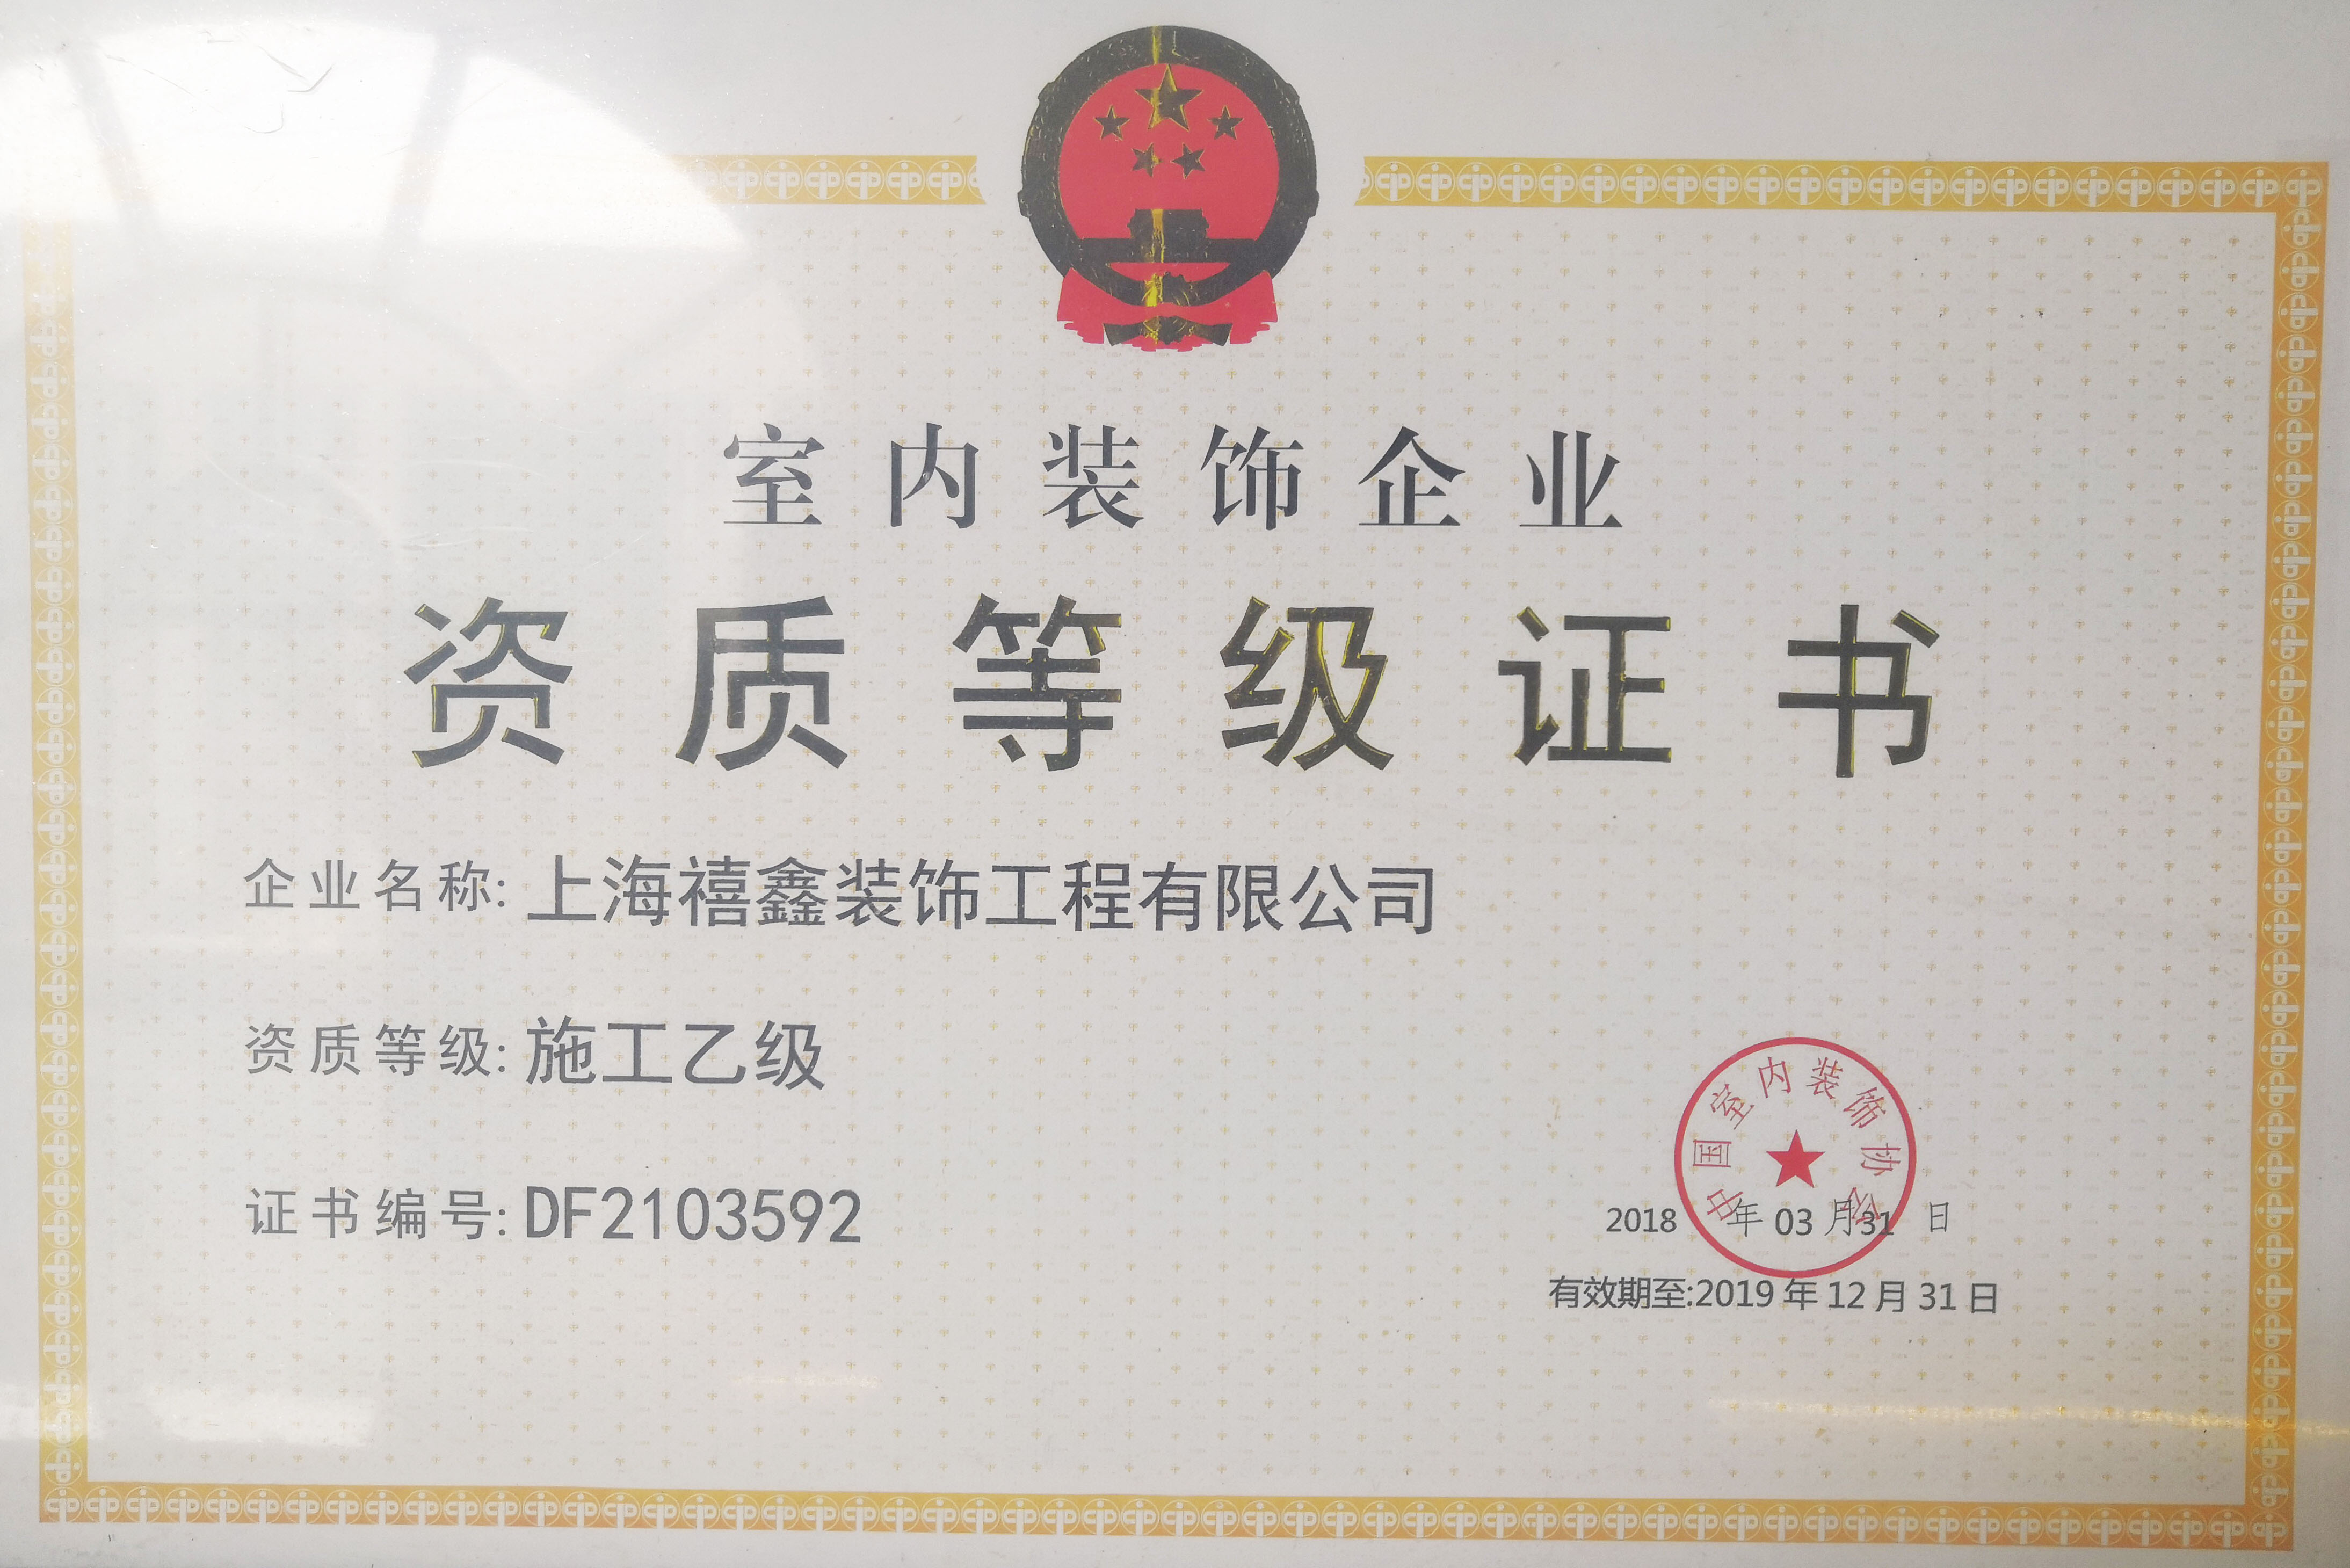 室内装饰企业
资质等级证书
企业名称: 上海禧鑫装饰工程有限公司
资质等级: 施工乙级
证书编号: DF2103592
中国室内装饰协会
2018 年 03 月 31 日
有效期至:2019 年 12 月 31 日